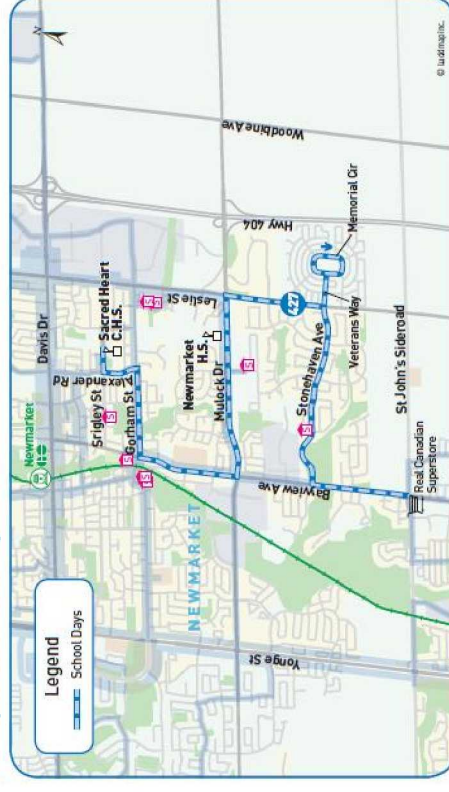 Legend
School Days
Newmarket
GO
Davis Dr
N
Sacred Heart
C.H.S.
Alexander Rd
Srigley St
Gorham St
Newmarket
H.S.
Mulock Dr
Leslie St
Woodbine Ave
Hwy 404
NEWMARKET
427
Stonehaven Ave
Memorial Cir
Veterans Way
Bayview Ave
St John's Sideroad
Real Canadian
Superstore
Yonge St